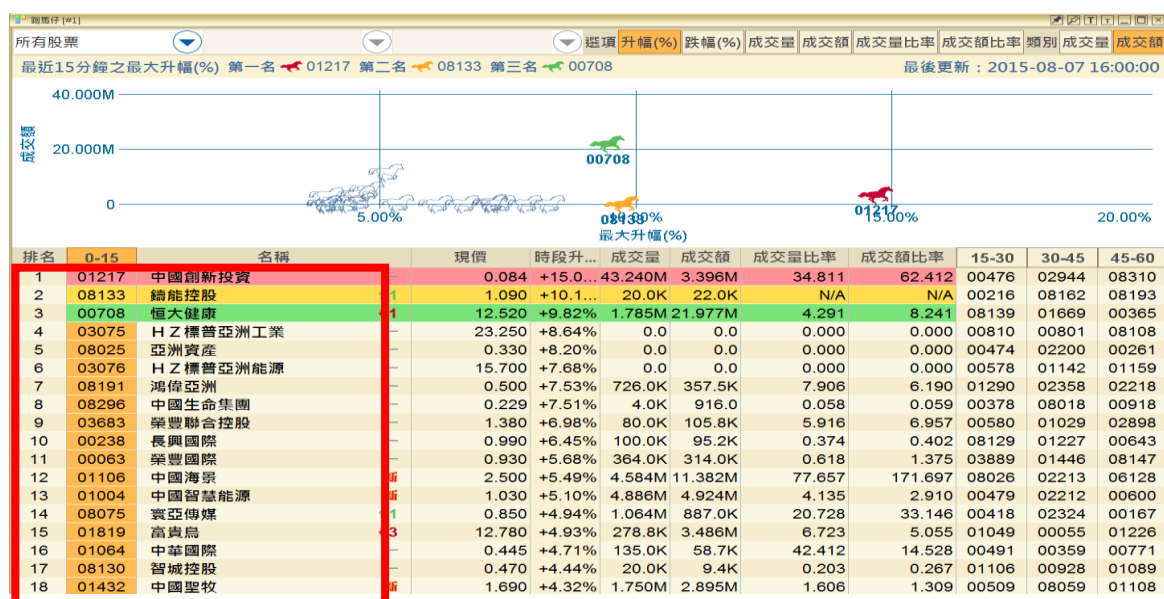 跑馬仔 [#1]
所有股票 選項 升幅(%) 跌幅(%) 成交量 成交額 成交量比率 成交額比率 類別 成交量 成交額
最近15分鐘之最大升幅(%) 第一名 01217 第二名 08133 第三名 00708 最後更新：2015-08-07 16:00:00
40.000M
成交額
20.000M
00708
0
08133
01217
5.00% 10.00% 15.00% 20.00%
最大升幅(%)
排名 0-15 名稱 現價 時段升... 成交量 成交額 成交量比率 成交額比率 15-30 30-45 45-60
1 01217 中國創新投資 — 0.084 +15.0... 43.240M 3.396M 34.811 62.412 00476 02944 08310
2 08133 鑄能控股 1 1.090 +10.1... 20.0K 22.0K N/A N/A 00216 08162 08193
3 00708 恒大健康 1 12.520 +9.82% 1.785M 21.977M 4.291 8.241 08139 01669 00365
4 03075 ＨＺ標普亞洲工業 — 23.250 +8.64% 0.0 0.0 0.000 0.000 00810 00801 08108
5 08025 亞洲資產 — 0.330 +8.20% 0.0 0.0 0.000 0.000 00474 02200 00261
6 03076 ＨＺ標普亞洲能源 — 15.700 +7.68% 0.0 0.0 0.000 0.000 00578 01142 01159
7 08191 鴻偉亞洲 — 0.500 +7.53% 726.0K 357.5K 7.906 6.190 01290 02358 02218
8 08296 中國生命集團 — 0.229 +7.51% 4.0K 916.0 0.058 0.059 00378 08018 00918
9 03683 榮豐聯合控股 — 1.380 +6.98% 80.0K 105.8K 5.916 6.957 00580 01029 02898
10 00238 長興國際 — 0.990 +6.45% 100.0K 95.2K 0.374 0.402 08129 01227 00643
11 00063 榮豐國際 — 0.930 +5.68% 364.0K 314.0K 0.618 1.375 03889 01446 08147
12 01106 中國海景 新 2.500 +5.49% 4.584M 11.382M 77.657 171.697 08026 02213 06128
13 01004 中國智慧能源 新 1.030 +5.10% 4.886M 4.924M 4.135 2.910 00479 02212 00600
14 08075 寰亞傳媒 1 0.850 +4.94% 1.064M 887.0K 20.728 33.146 00418 02324 00167
15 01819 富貴鳥 3 12.780 +4.93% 278.8K 3.486M 6.723 5.055 01049 00055 01226
16 01064 中華國際 — 0.445 +4.71% 135.0K 58.7K 42.412 14.528 00491 00359 00771
17 08130 智城控股 — 0.470 +4.44% 20.0K 9.4K 0.203 0.267 01106 00928 01089
18 01432 中國聖牧 新 1.690 +4.32% 1.750M 2.895M 1.606 1.309 00509 08059 01108